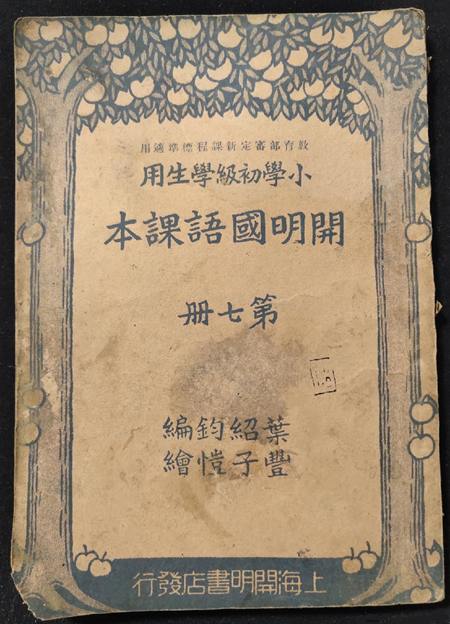 教育部審定新課程標準適用
小學初級學生用
開明國語課本
第七册
葉紹鈞編
豐子愷繪
上海開明書店發行